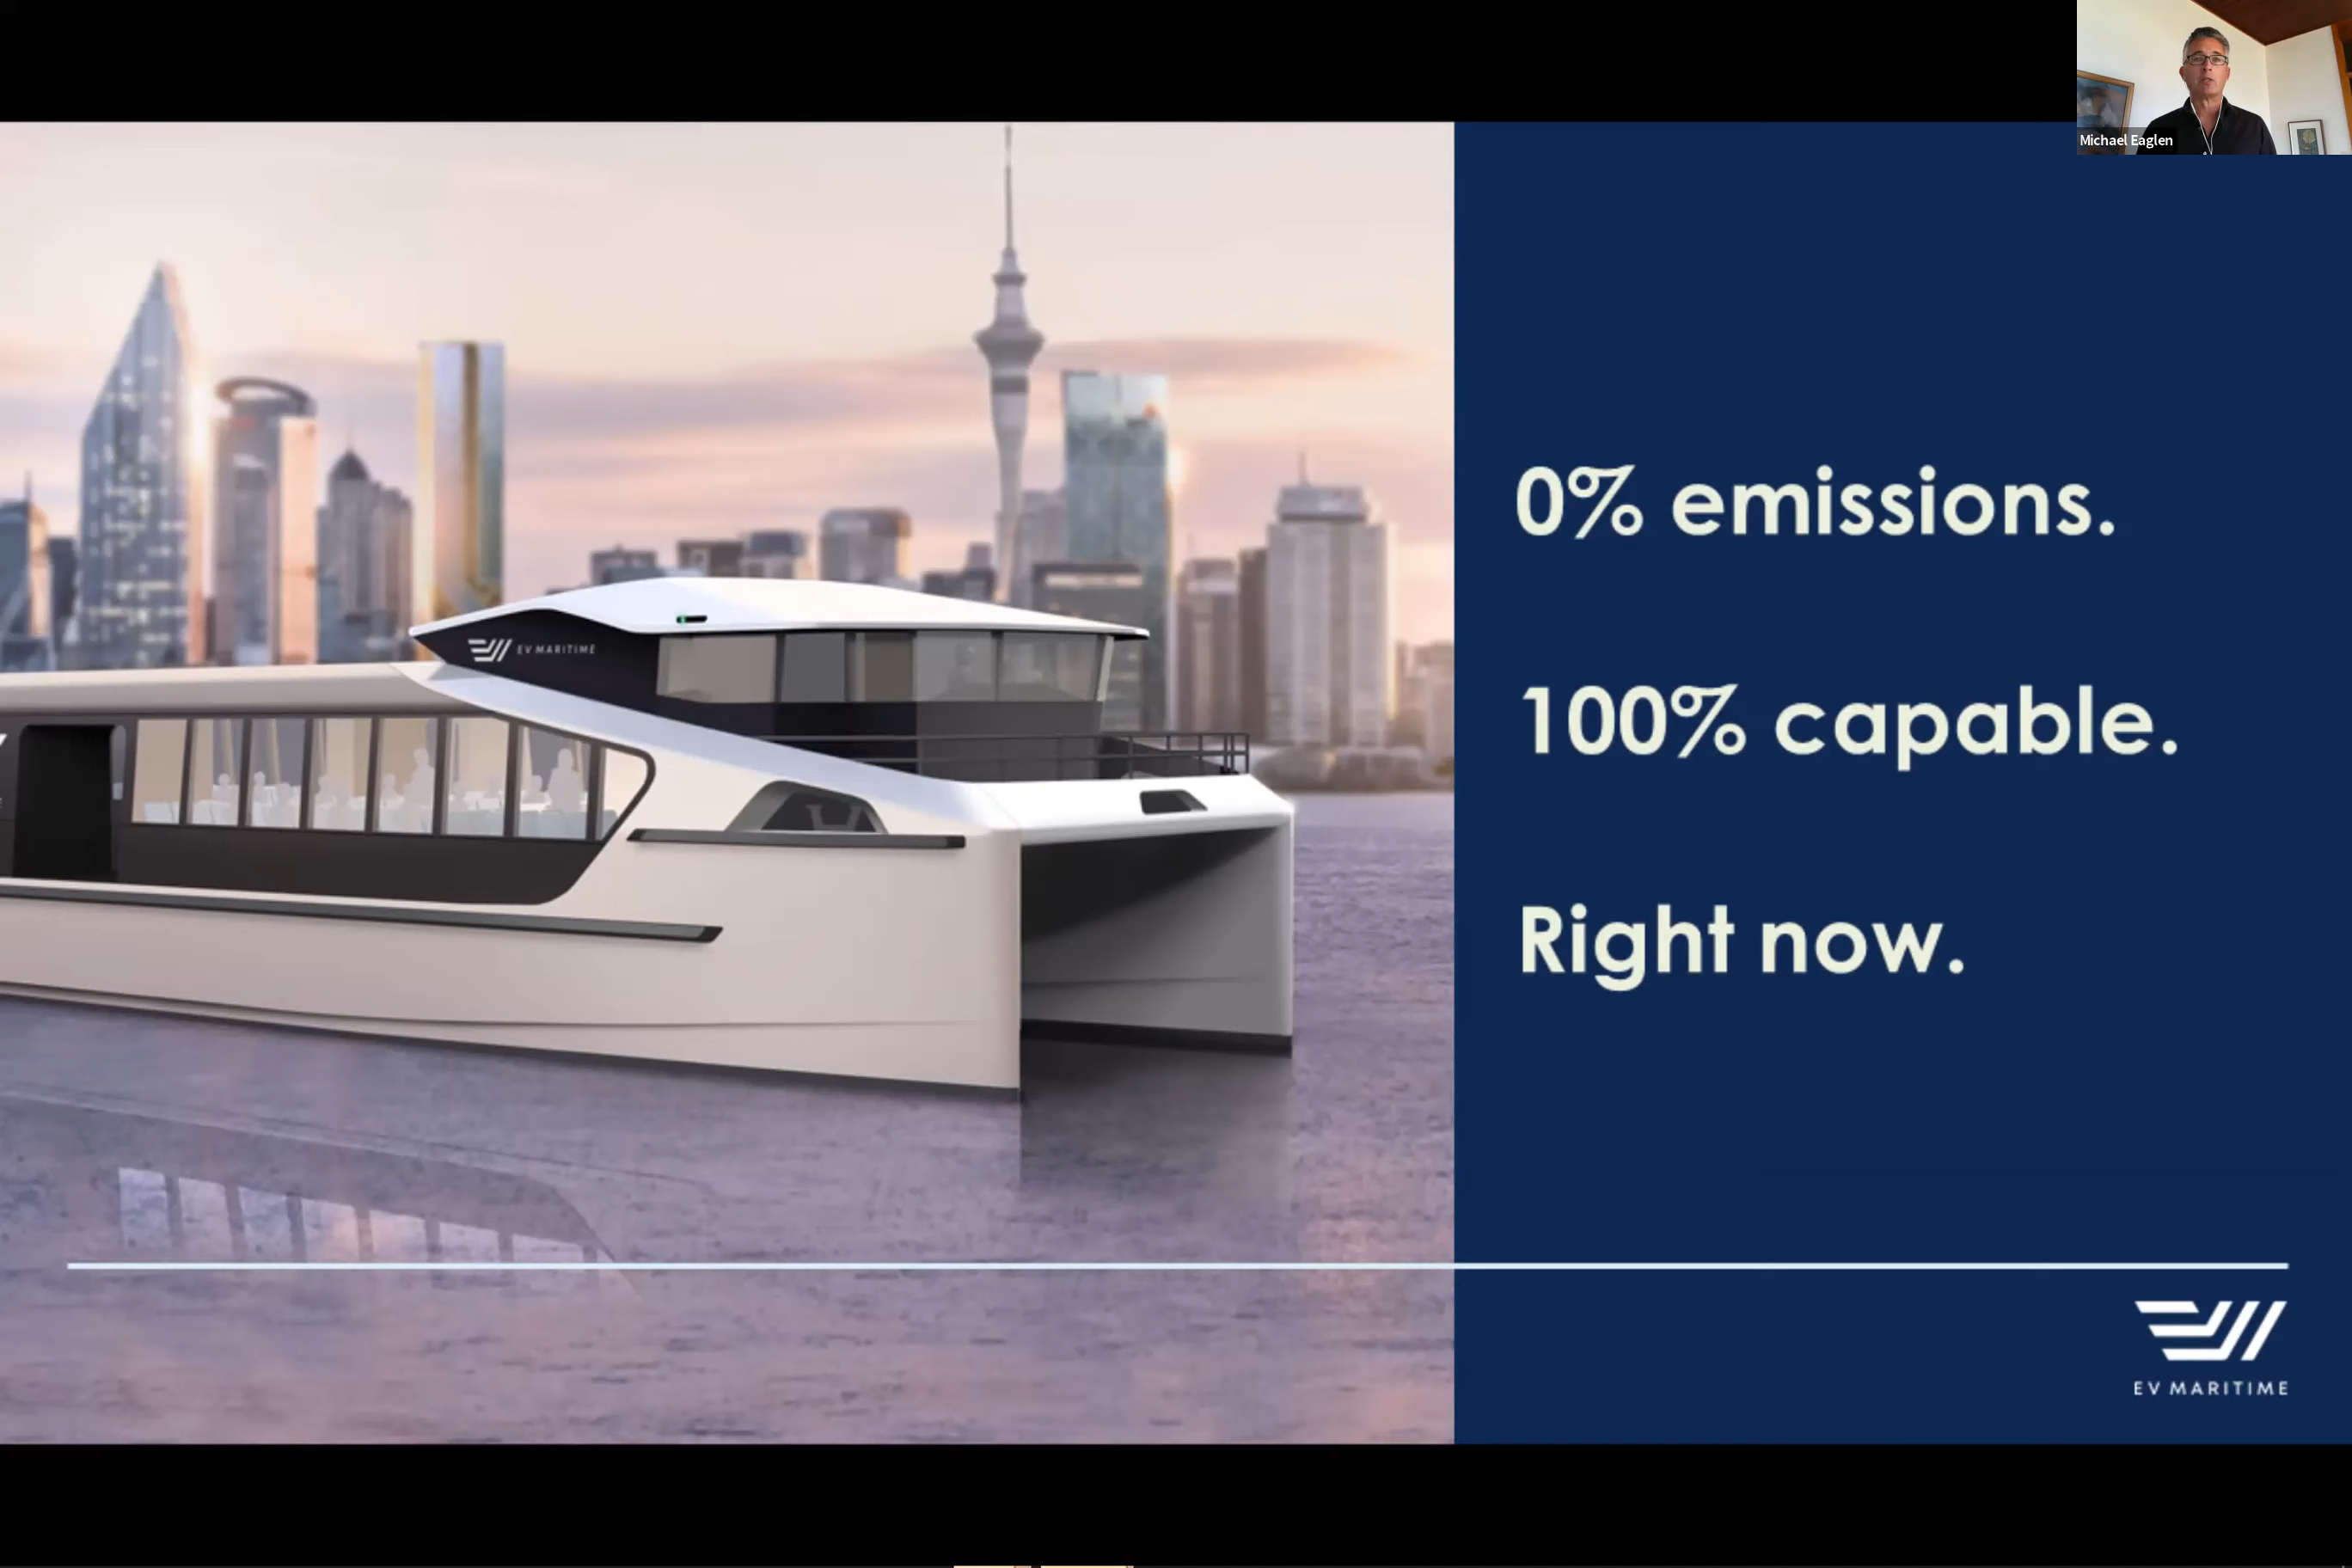 Michael Eaglen
EV MARITIME
0% emissions.
100% capable.
Right now.
EV MARITIME